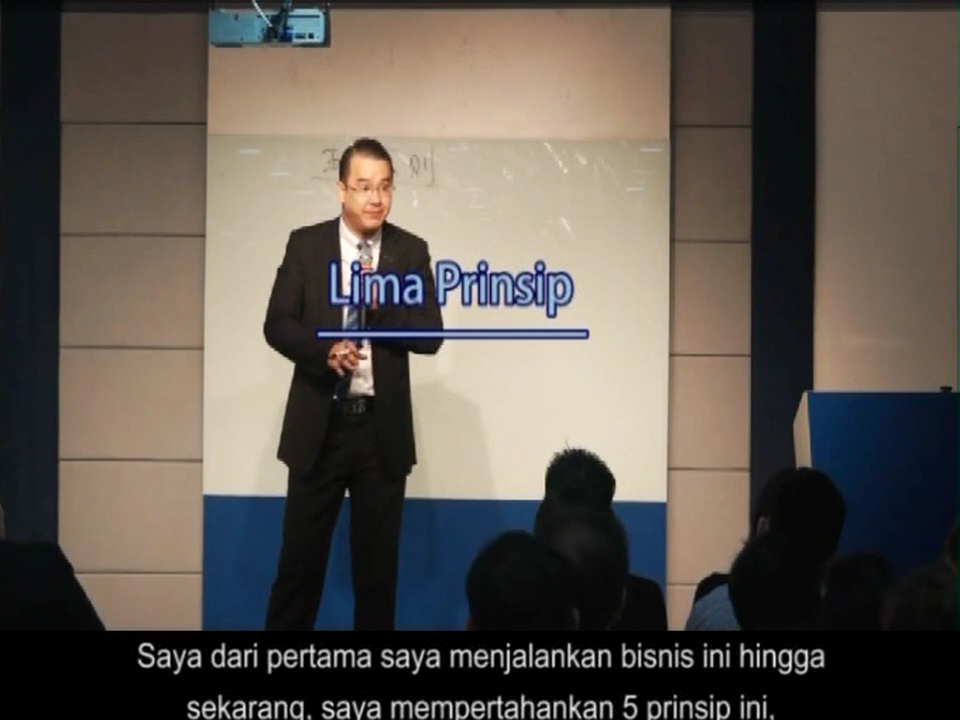 Lima Prinsip
Saya dari pertama saya menjalankan bisnis ini hingga
sekarang, saya mempertahankan 5 prinsip ini,